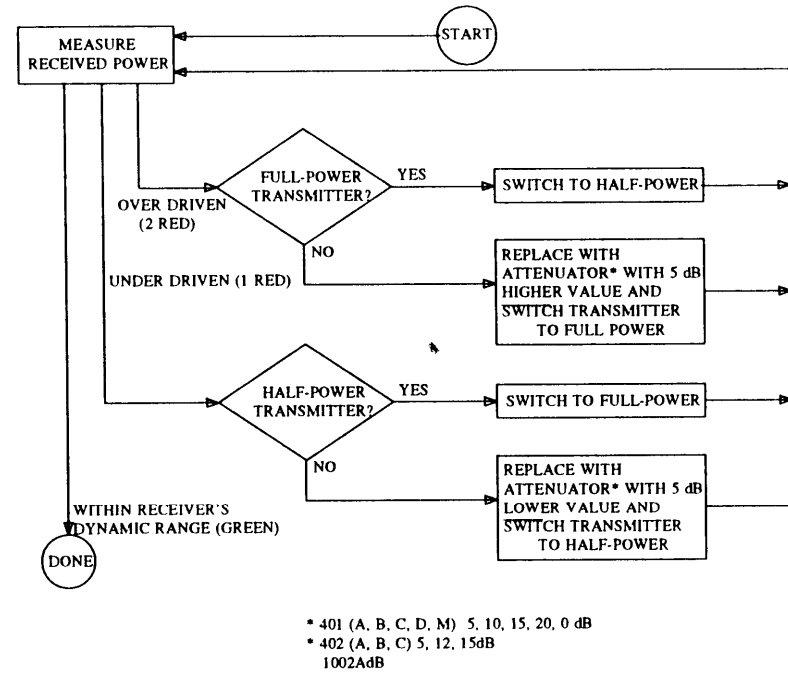 START
MEASURE
RECEIVED POWER
FULL-POWER
TRANSMITTER?
YES
SWITCH TO HALF-POWER
OVER DRIVEN
(2 RED)
NO
REPLACE WITH
ATTENUATOR* WITH 5 dB
HIGHER VALUE AND
SWITCH TRANSMITTER
TO FULL POWER
UNDER DRIVEN (1 RED)
HALF-POWER
TRANSMITTER?
YES
SWITCH TO FULL-POWER
NO
REPLACE WITH
ATTENUATOR* WITH 5 dB
LOWER VALUE AND
SWITCH TRANSMITTER
TO HALF-POWER
WITHIN RECEIVER'S
DYNAMIC RANGE (GREEN)
DONE
* 401 (A, B, C, D, M) 5, 10, 15, 20, 0 dB
* 402 (A, B, C) 5, 12, 15dB
1002AdB